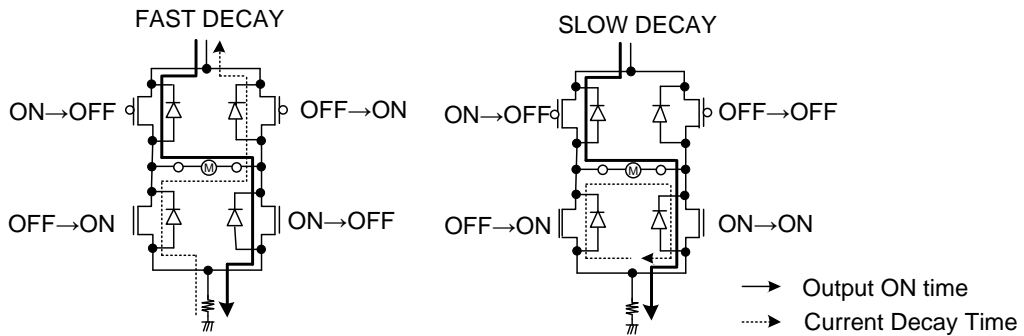 FAST DECAY
SLOW DECAY
ON→OFF
OFF→ON
ON→OFF
OFF→OFF
M
M
OFF→ON
ON→OFF
OFF→ON
ON→ON
Output ON time
Current Decay Time